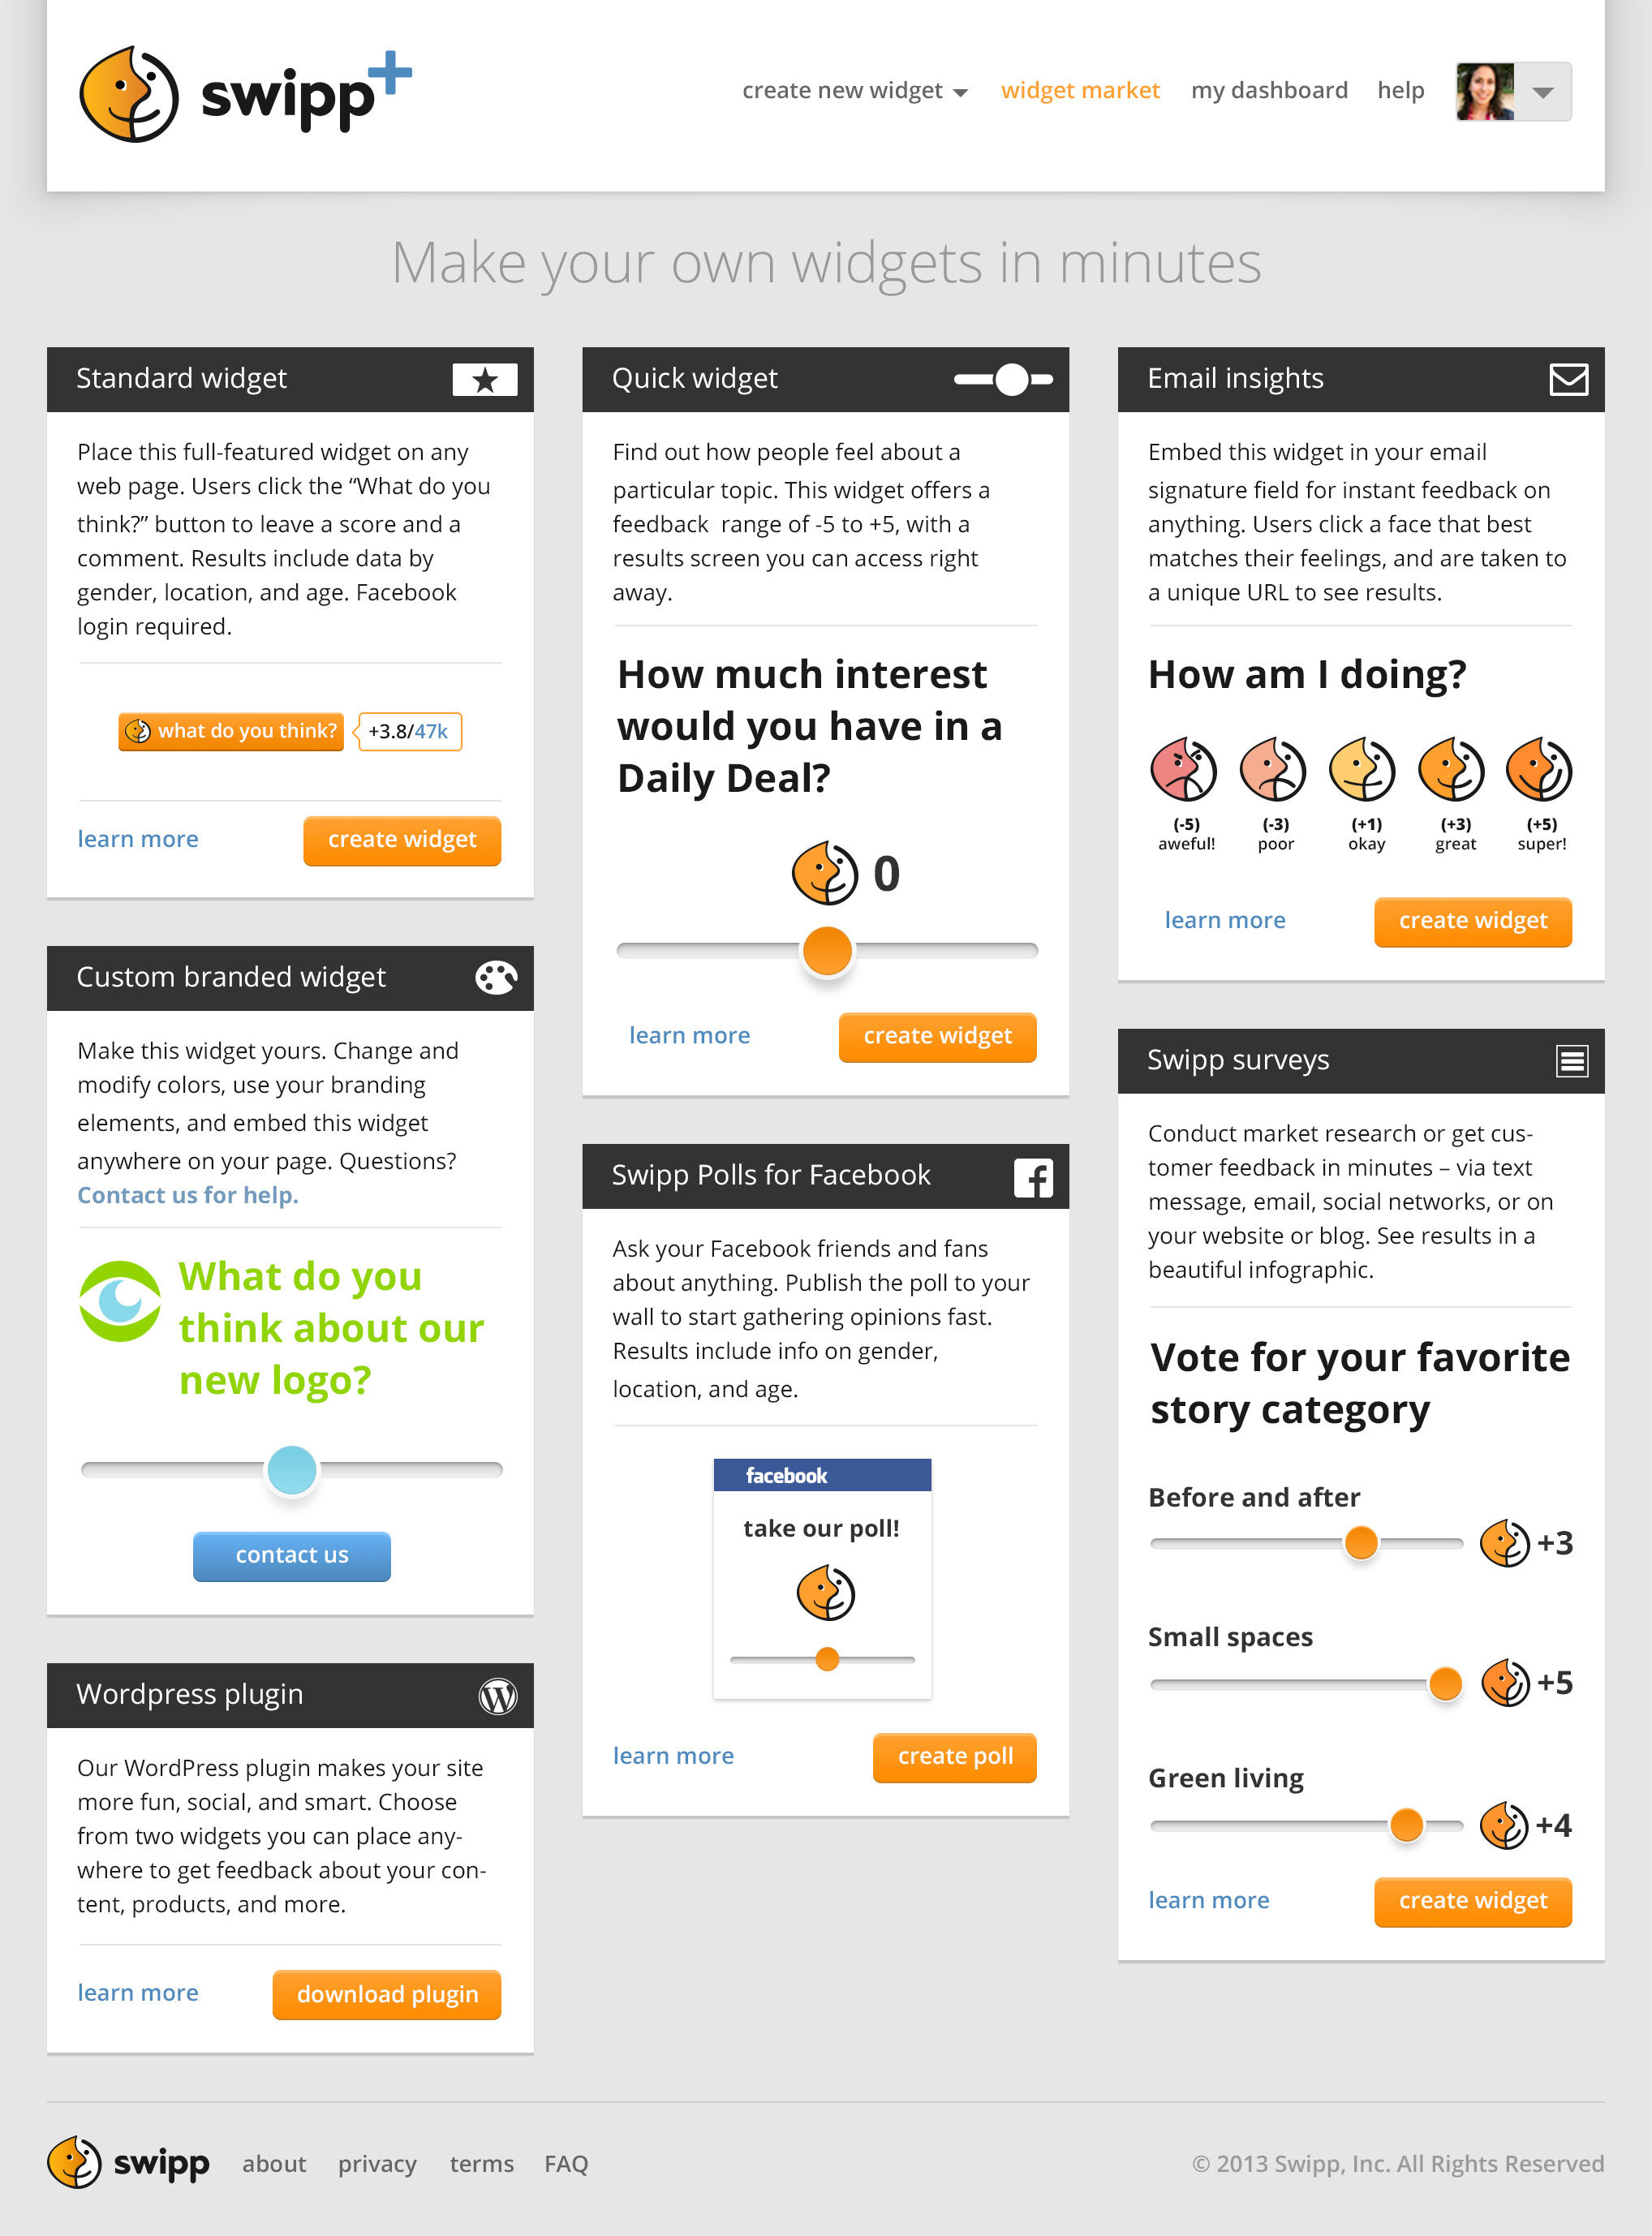 swipp+
create new widget
widget market
my dashboard
help
Make your own widgets in minutes
Standard widget
Place this full-featured widget on any
web page. Users click the “What do you
think?” button to leave a score and a
comment. Results include data by
gender, location, and age. Facebook
login required.
what do you think?
+3.8/47k
learn more
create widget
Custom branded widget
Make this widget yours. Change and
modify colors, use your branding
elements, and embed this widget
anywhere on your page. Questions?
Contact us for help.
What do you
think about our
new logo?
contact us
Wordpress plugin
Our WordPress plugin makes your site
more fun, social, and smart. Choose
from two widgets you can place any-
where to get feedback about your con-
tent, products, and more.
learn more
download plugin
Quick widget
Find out how people feel about a
particular topic. This widget offers a
feedback  range of -5 to +5, with a
results screen you can access right
away.
How much interest
would you have in a
Daily Deal?
0
learn more
create widget
Swipp Polls for Facebook
Ask your Facebook friends and fans
about anything. Publish the poll to your
wall to start gathering opinions fast.
Results include info on gender,
location, and age.
facebook
take our poll!
learn more
create poll
Email insights
Embed this widget in your email
signature field for instant feedback on
anything. Users click a face that best
matches their feelings, and are taken to
a unique URL to see results.
How am I doing?
(-5) (-3) (+1) (+3) (+5)
aweful! poor okay great super!
learn more
create widget
Swipp surveys
Conduct market research or get cus-
tomer feedback in minutes – via text
message, email, social networks, or on
your website or blog. See results in a
beautiful infographic.
Vote for your favorite
story category
Before and after
+3
Small spaces
+5
Green living
+4
learn more
create widget
swipp
about
privacy
terms
FAQ
© 2013 Swipp, Inc. All Rights Reserved